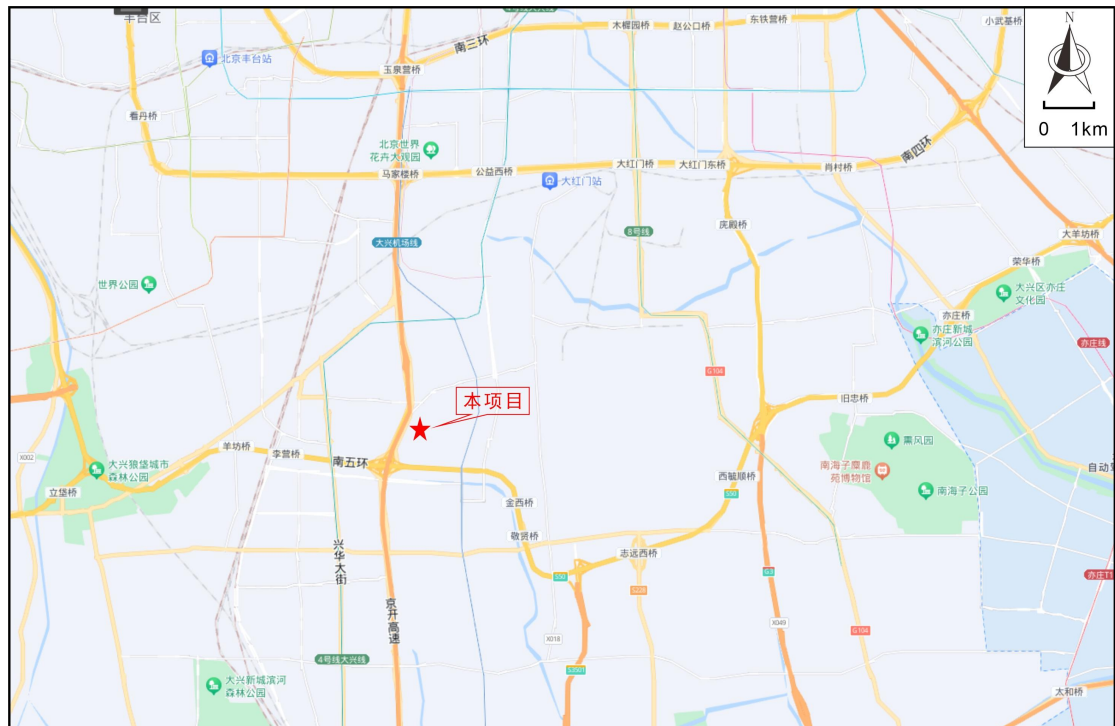 丰台区
木樨园桥
赵公口桥
东铁营桥
小武基桥
N
0 1km
北京丰台站
南三环
玉泉营桥
看丹桥
北京世界
花卉大观园
马家楼桥
公益西桥
大红门桥
大红门东桥
大红门站
肖村桥
南四环
大兴机场线
8号线
庑殿桥
大羊坊桥
荣华桥
世界公园
大兴区亦庄
文化园
亦庄桥
亦庄新城
滨河公园
亦庄线
G104
本项目
旧忠桥
X002
羊坊桥
李营桥
南五环
大兴狼垡城市
森林公园
立垡桥
薰风园
南海子麋鹿
苑博物馆
南海子公园
西毓顺桥
S50
金西桥
敬贤桥
志远西桥
S50
兴华大街
京开高速
G3
亦庄T1
X018
X049
G104
4号线大兴线
大兴新城滨河
森林公园
太和桥